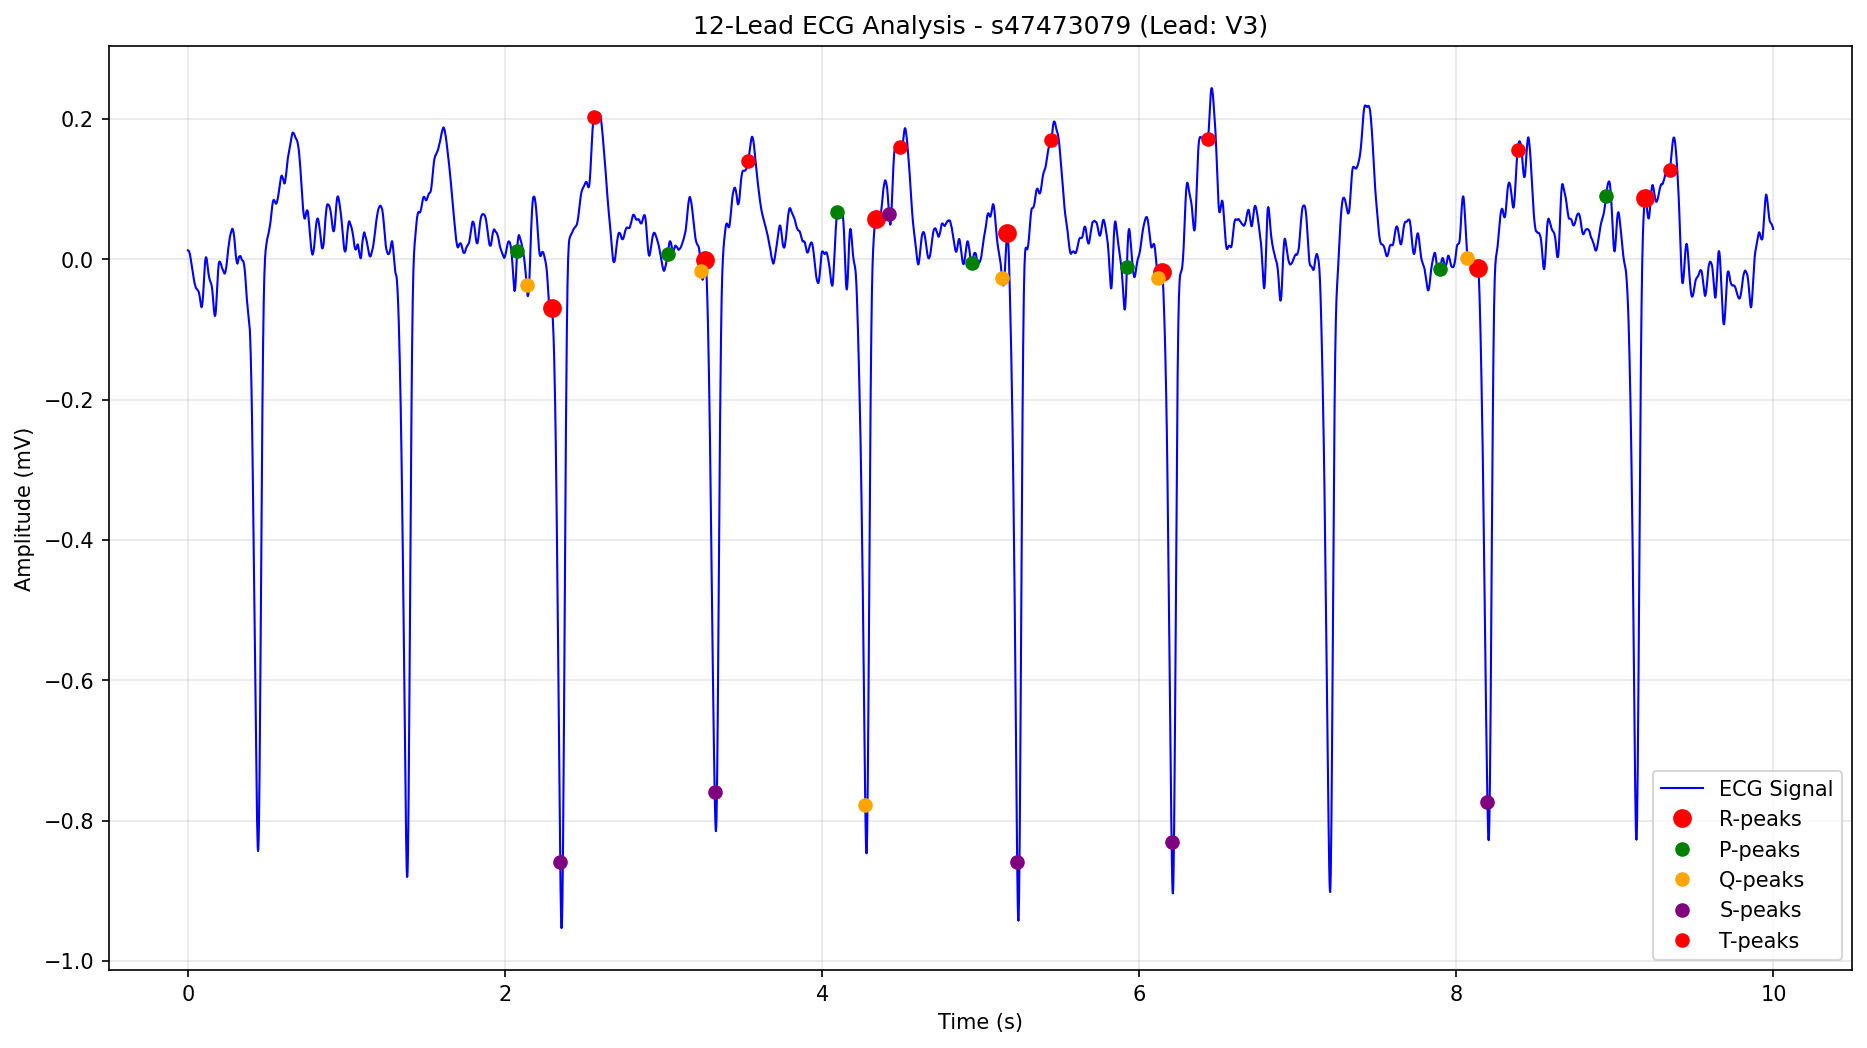 12-Lead ECG Analysis - s47473079 (Lead: V3)
Amplitude (mV)
0.2
0.0
−0.2
−0.4
−0.6
−0.8
−1.0
0 2 4 6 8 10
Time (s)
ECG Signal
R-peaks
P-peaks
Q-peaks
S-peaks
T-peaks